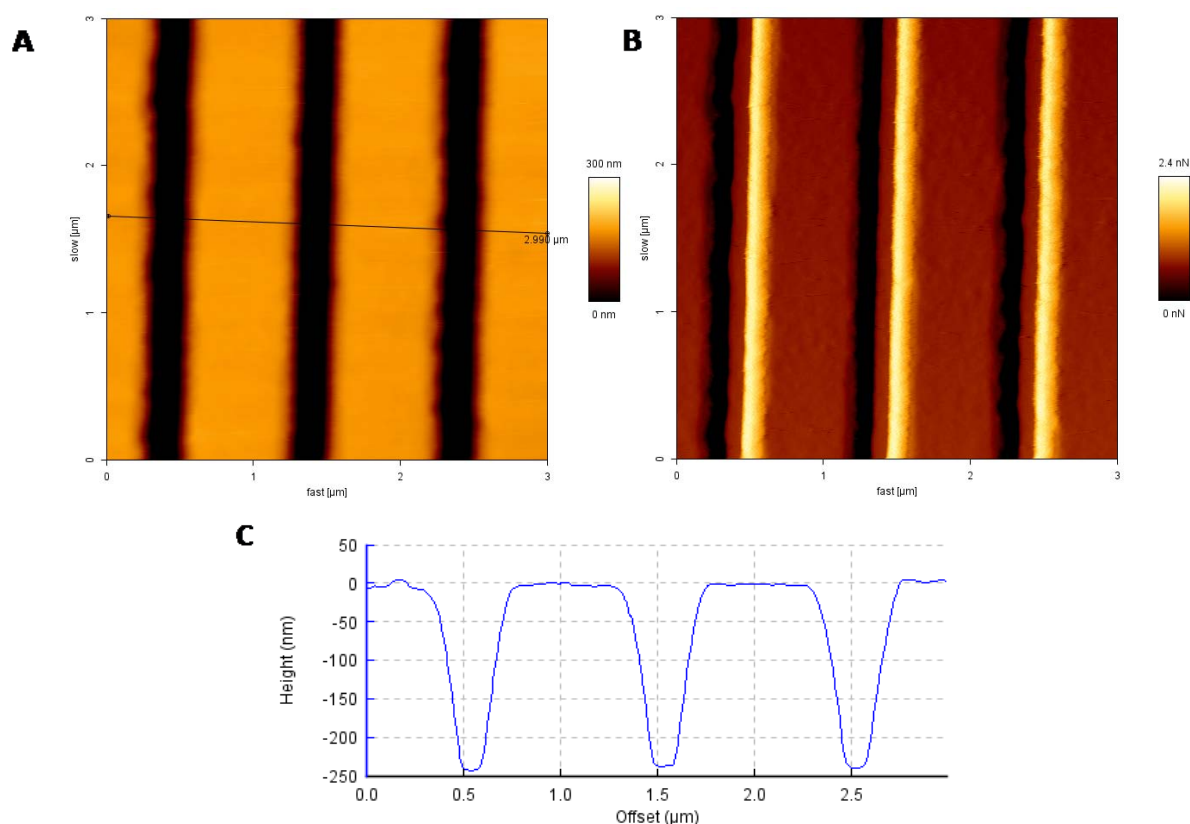 A
3
2
1
0
slow [µm]
0
1
2
3
fast [µm]
2.990 µm
300 nm
0 nm
B
3
2
1
0
slow [µm]
0
1
2
3
fast [µm]
2.4 nN
0 nN
C
50
0
-50
-100
-150
-200
-250
Height (nm)
0.0 0.5 1.0 1.5 2.0 2.5
Offset (µm)